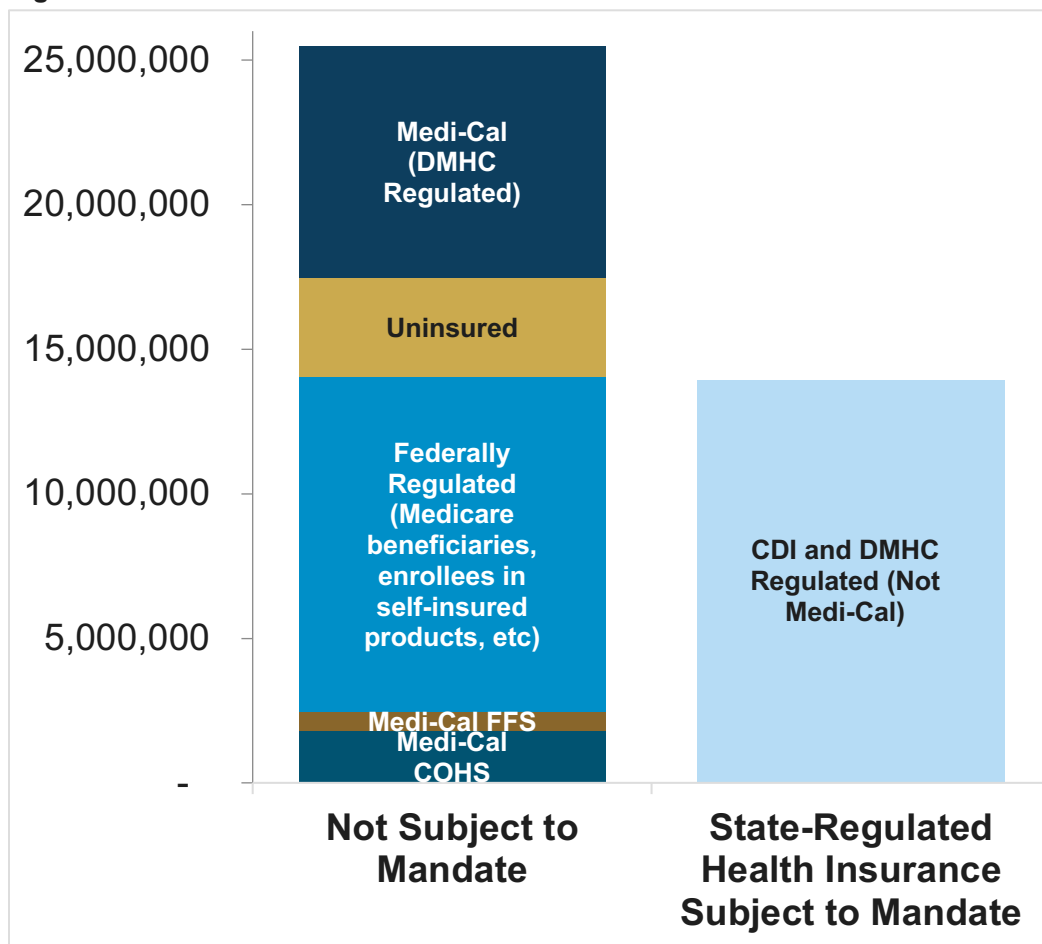 25,000,000
20,000,000
15,000,000
10,000,000
5,000,000
-
Medi-Cal
(DMHC
Regulated)
Uninsured
Federally
Regulated
(Medicare
beneficiaries,
enrollees in
self-insured
products, etc)
Medi-Cal FFS
Medi-Cal
COHS
CDI and DMHC
Regulated (Not
Medi-Cal)
Not Subject to
Mandate
State-Regulated
Health Insurance
Subject to Mandate